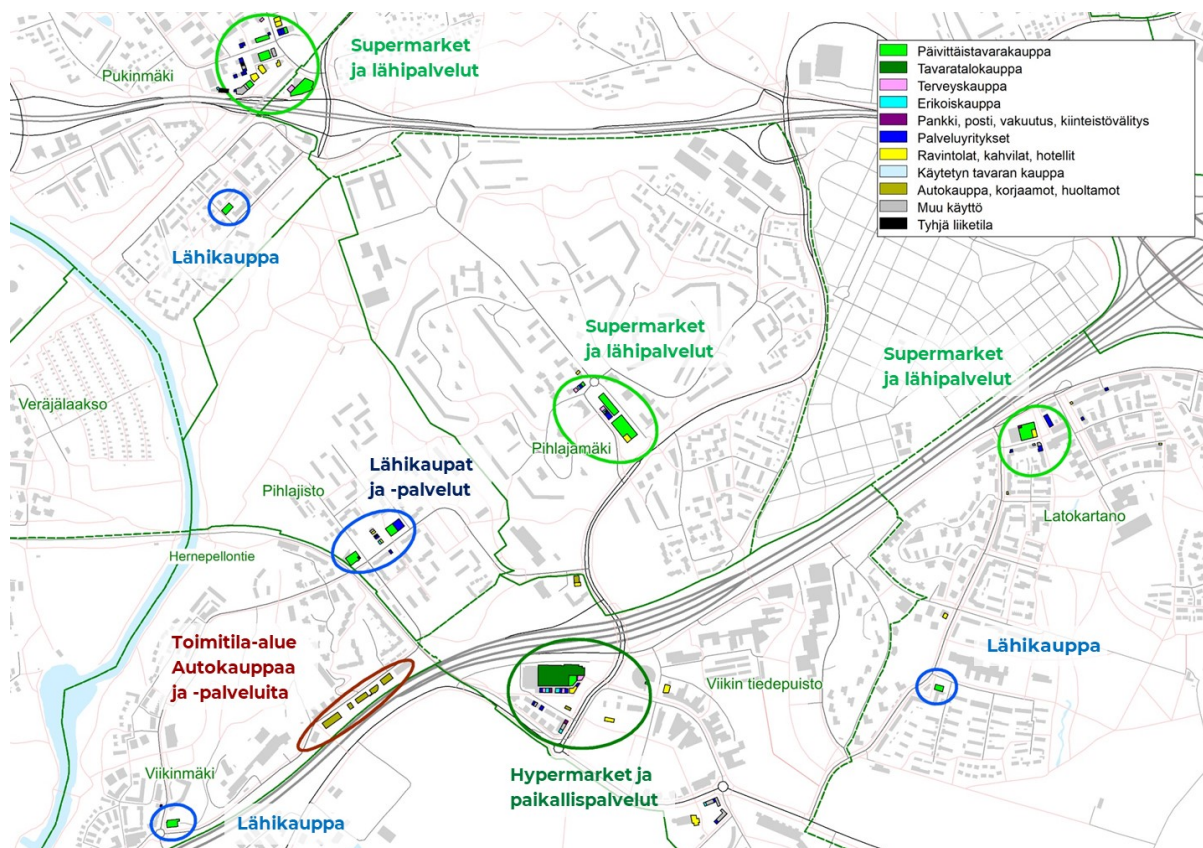 Supermarket
ja lähipalvelut
Pukinmäki
Päivittäistavarakauppa
Tavaratalokauppa
Terveyskauppa
Erikoiskauppa
Pankki, posti, vakuutus, kiinteistövälitys
Palveluyritykset
Ravintolat, kahvilat, hotellit
Käytetyn tavaran kauppa
Autokauppa, korjaamot, huoltamot
Muu käyttö
Tyhjä liiketila
Lähikauppa
Supermarket
ja lähipalvelut
Supermarket
ja lähipalvelut
Veräjälaakso
Pihlajamäki
Lähikaupat
ja -palvelut
Pihlajisto
Latokartano
Hernepellontie
Toimitila-alue
Autokauppaa
ja -palveluita
Lähikauppa
Viikin tiedepuisto
Viikinmäki
Hypermarket ja
paikallispalvelut
Lähikauppa